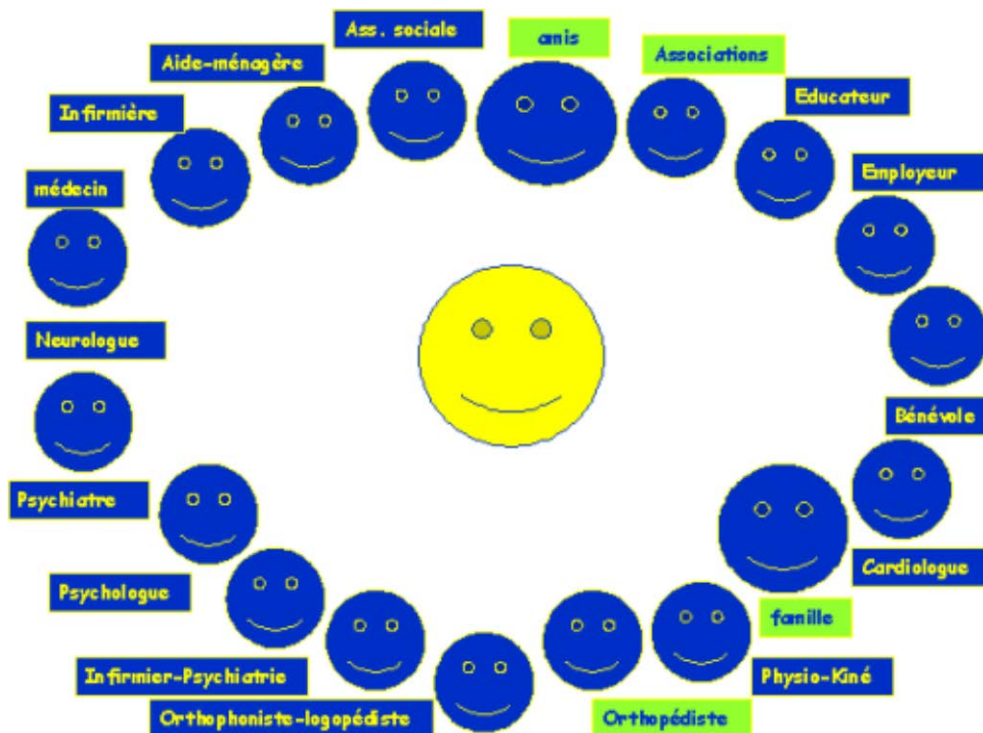 Ass. sociale
amis
Associations
Aide-ménagère
Educateur
Infirmière
Employeur
médecin
Neurologue
Bénévole
Psychiatre
Cardiologue
Psychologue
famille
Infirmier-Psychiatrie
Physio-Kiné
Orthophoniste-logopédiste
Orthopédiste